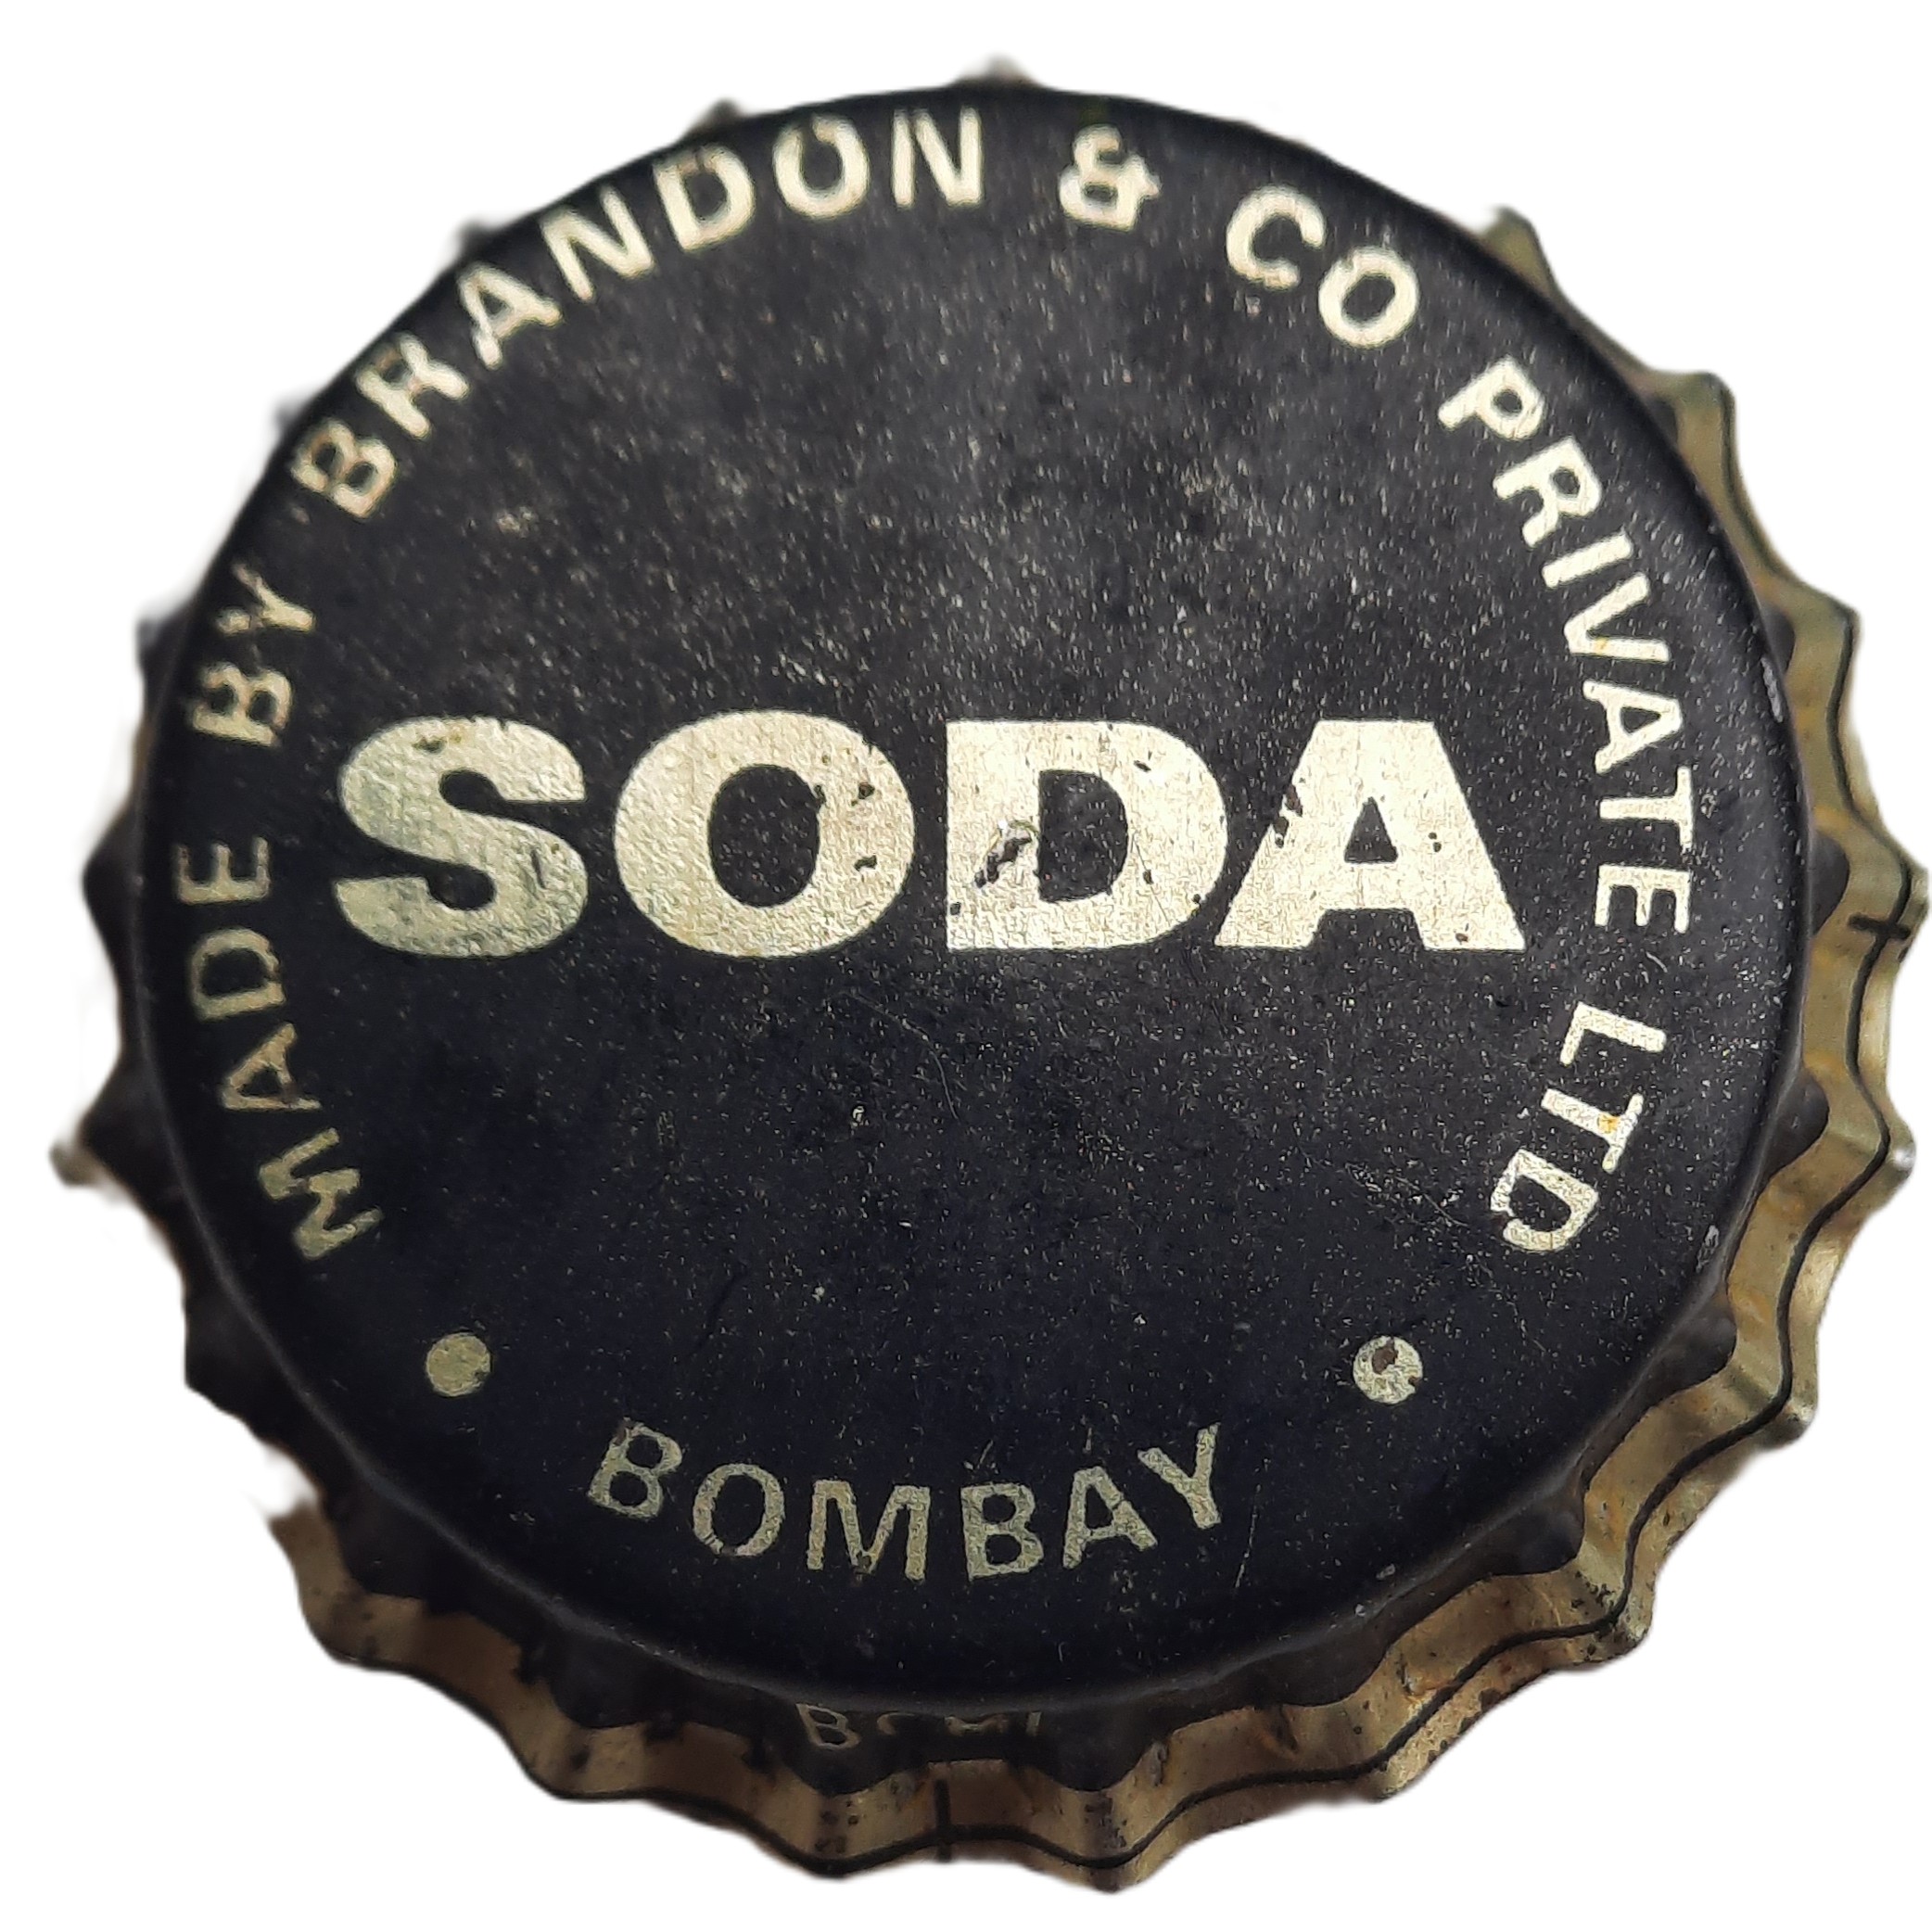 MADE BY BRANDON & CO PRIVATE LTD
SODA
• BOMBAY •